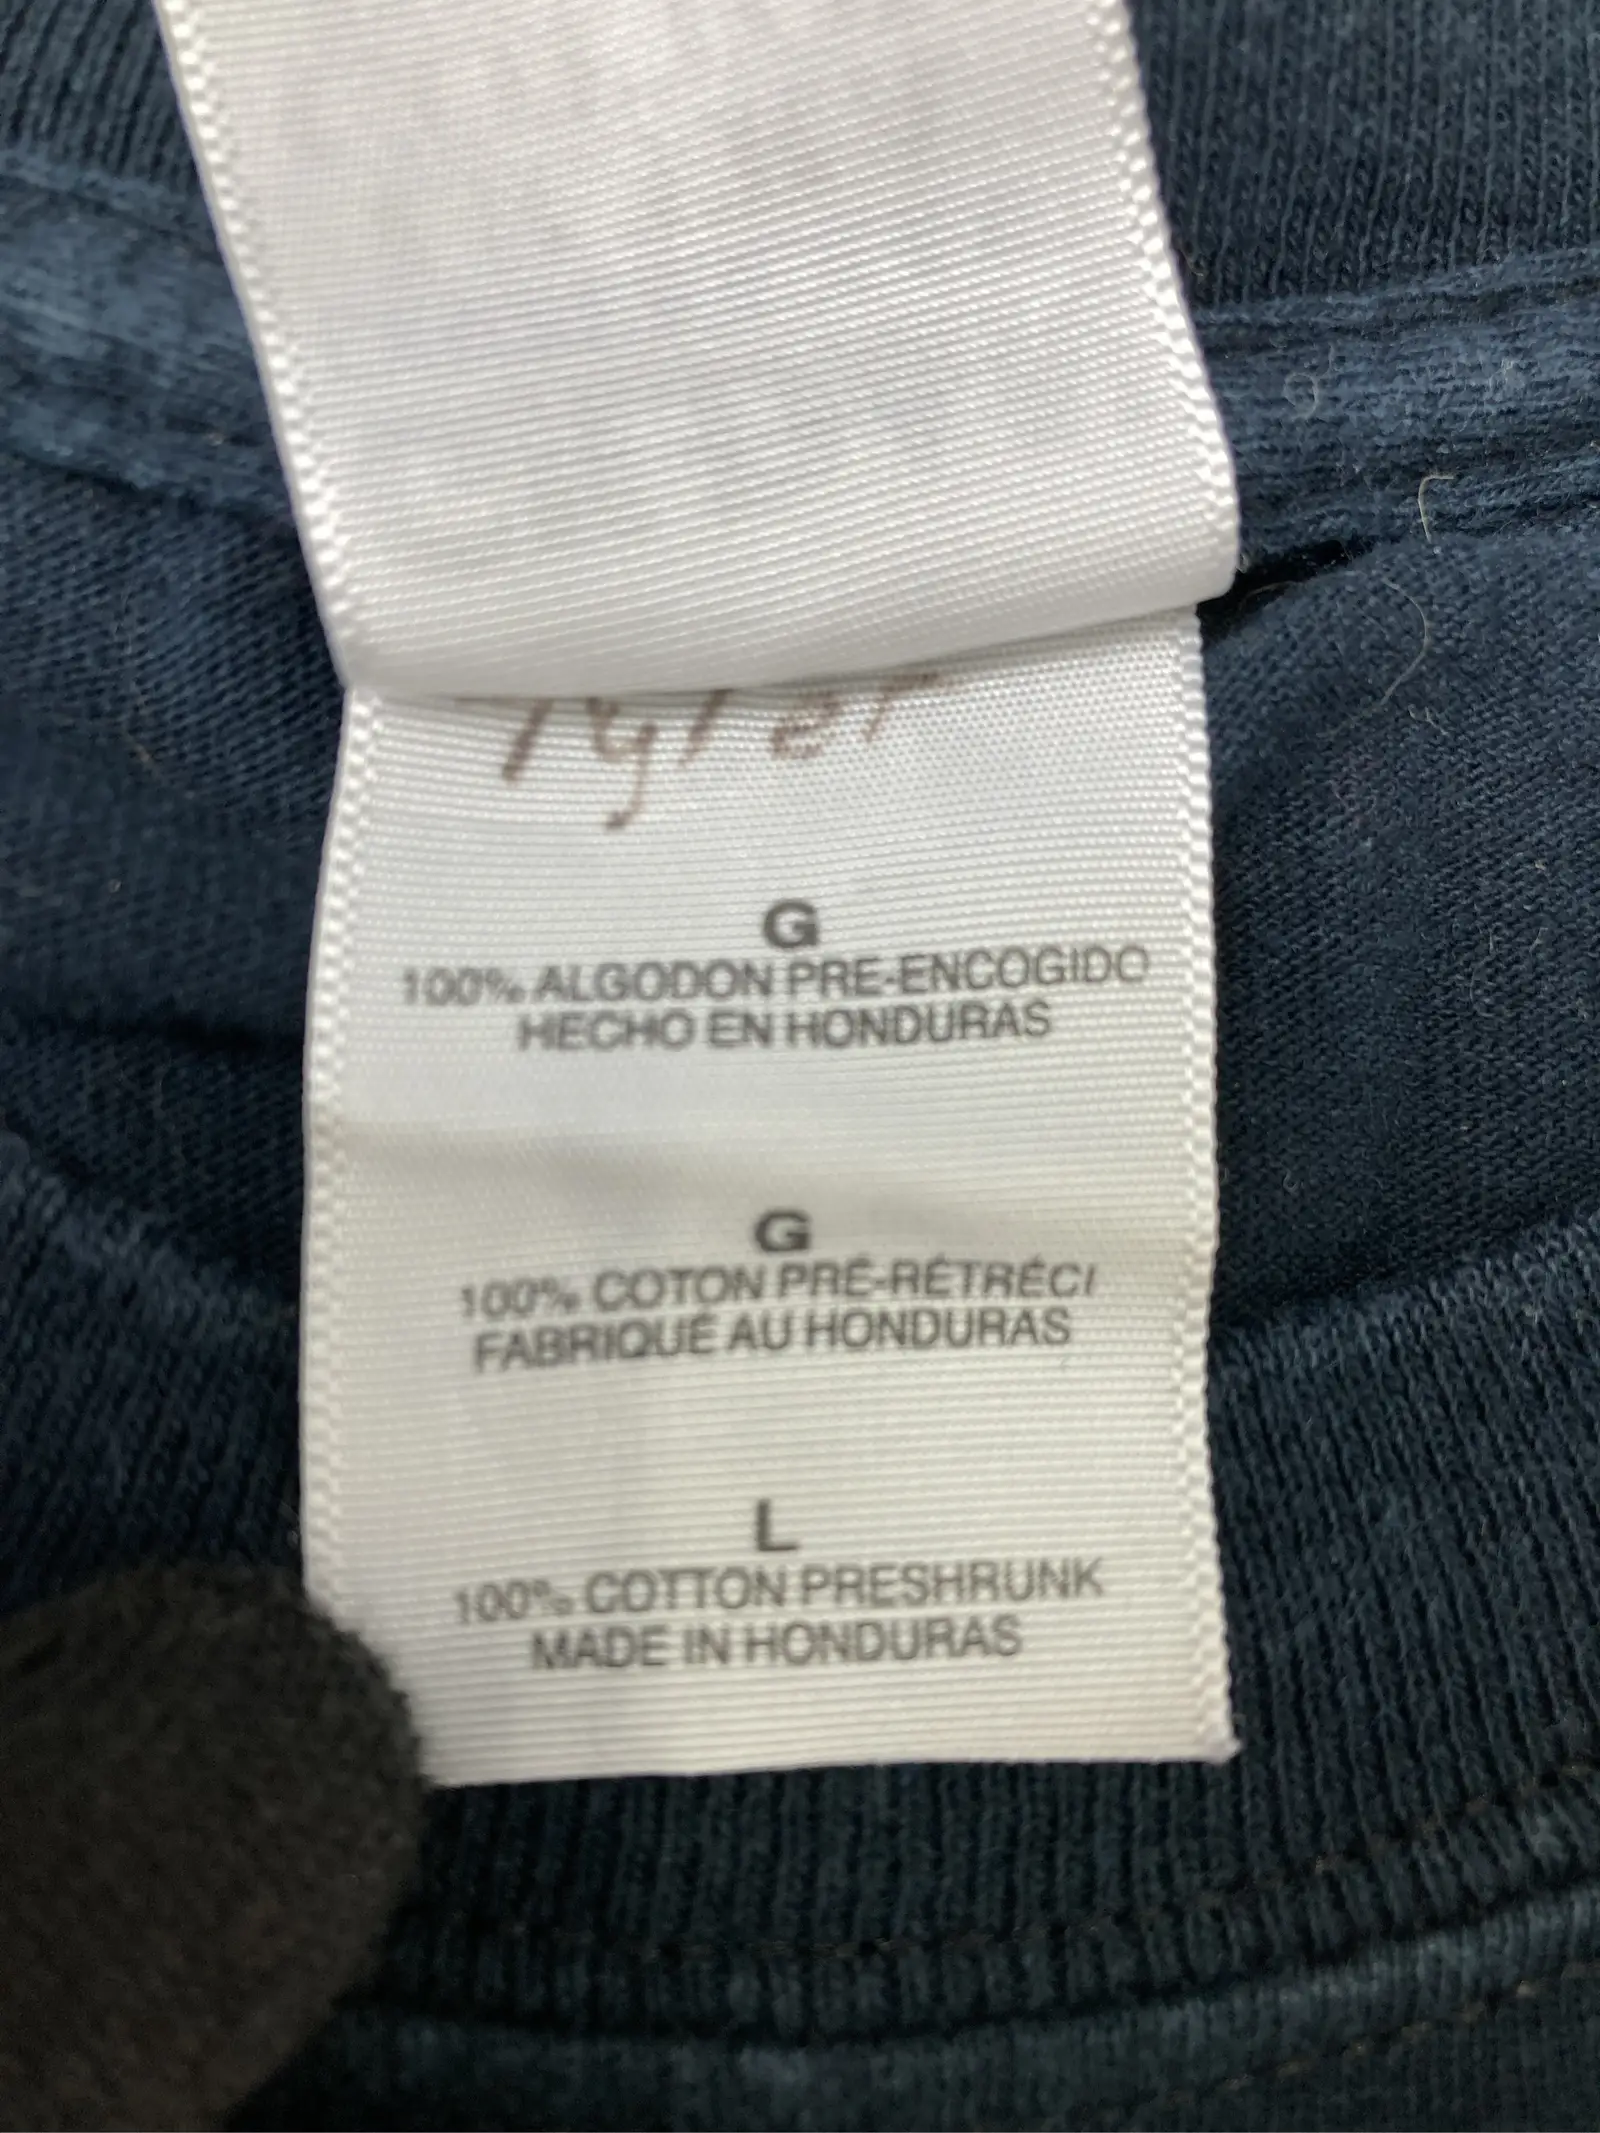 Tyler
G
100% ALGODON PRE-ENCOGIDO
HECHO EN HONDURAS
G
100% COTON PRÉ-RÉTRÉCI
FABRIQUÉ AU HONDURAS
L
100% COTTON PRESHRUNK
MADE IN HONDURAS